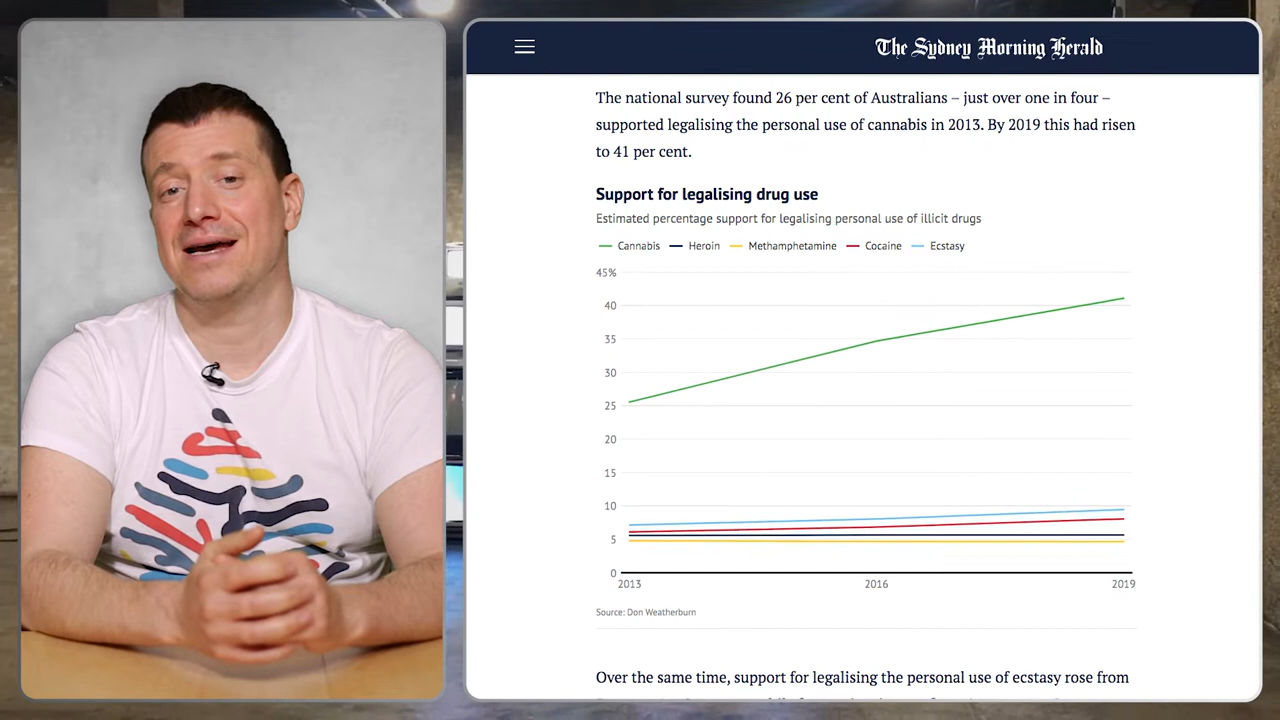 The Sydney Morning Herald
The national survey found 26 per cent of Australians – just over one in four –
supported legalising the personal use of cannabis in 2013. By 2019 this had risen
to 41 per cent.
Support for legalising drug use
Estimated percentage support for legalising personal use of illicit drugs
Cannabis Heroin Methamphetamine Cocaine Ecstasy
45%
40
35
30
25
20
15
10
5
0
2013 2016 2019
Source: Don Weatherburn
Over the same time, support for legalising the personal use of ecstasy rose from